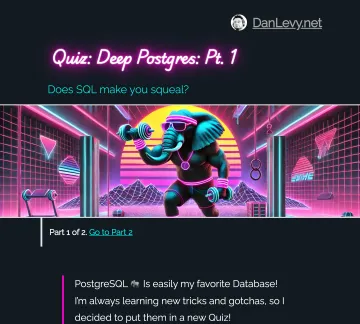 DanLevy.net
Quiz: Deep Postgres: Pt. 1
Does SQL make you squeal?
Part 1 of 2. Go to Part 2
PostgreSQL 🐘 Is easily my favorite Database!
I'm always learning new tricks and gotchas, so I
decided to put them in a new Quiz!